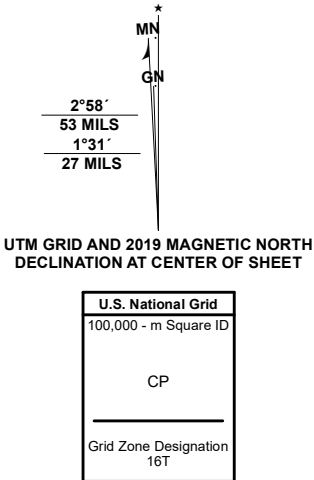 ★
MN
GN
2°58´
53 MILS
1°31´
27 MILS
UTM GRID AND 2019 MAGNETIC NORTH
DECLINATION AT CENTER OF SHEET
U.S. National Grid
100,000 - m Square ID
CP
Grid Zone Designation
16T